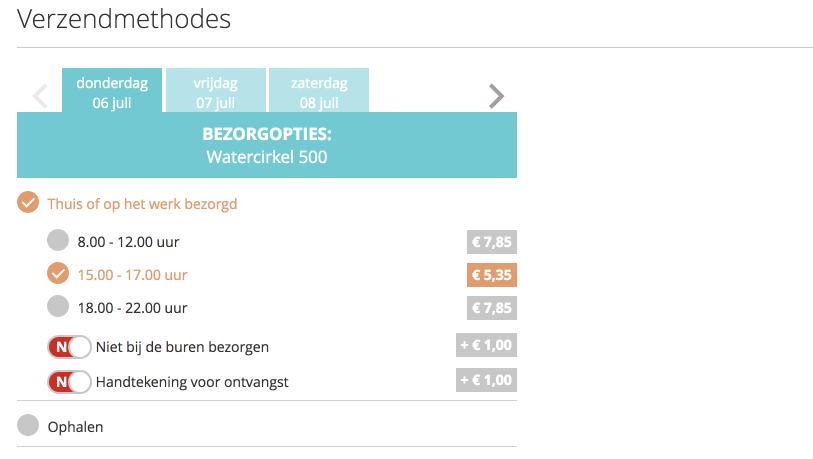 Verzendmethodes
donderdag vrijdag zaterdag
06 juli 07 juli 08 juli
BEZORGOPTIES:
Watercirkel 500
Thuis of op het werk bezorgd
8.00 - 12.00 uur € 7,85
15.00 - 17.00 uur € 5,35
18.00 - 22.00 uur € 7,85
N Niet bij de buren bezorgen + € 1,00
N Handtekening voor ontvangst + € 1,00
Ophalen